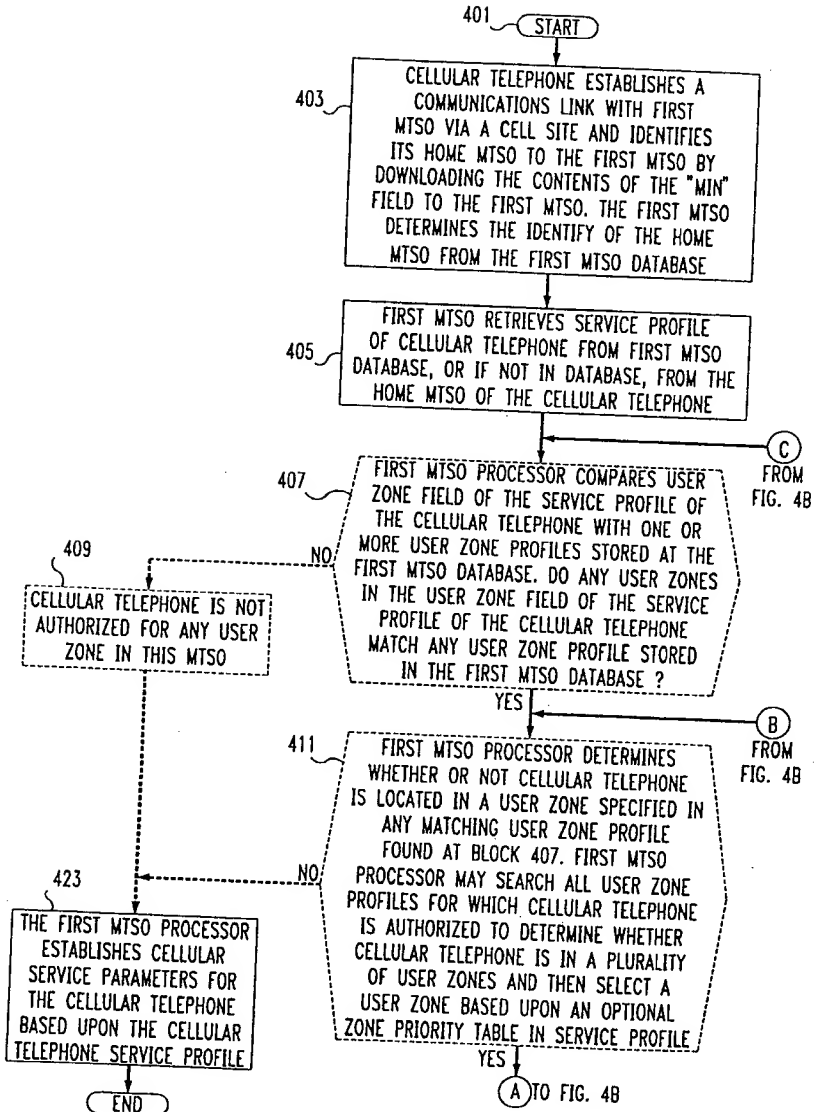 401
START
403
CELLULAR TELEPHONE ESTABLISHES A
COMMUNICATIONS LINK WITH FIRST
MTSO VIA A CELL SITE AND IDENTIFIES
ITS HOME MTSO TO THE FIRST MTSO BY
DOWNLOADING THE CONTENTS OF THE "MIN"
FIELD TO THE FIRST MTSO. THE FIRST MTSO
DETERMINES THE IDENTIFY OF THE HOME
MTSO FROM THE FIRST MTSO DATABASE
405
FIRST MTSO RETRIEVES SERVICE PROFILE
OF CELLULAR TELEPHONE FROM FIRST MTSO
DATABASE, OR IF NOT IN DATABASE, FROM THE
HOME MTSO OF THE CELLULAR TELEPHONE
C
FROM
FIG. 4B
407
FIRST MTSO PROCESSOR COMPARES USER
ZONE FIELD OF THE SERVICE PROFILE OF
THE CELLULAR TELEPHONE WITH ONE OR
MORE USER ZONE PROFILES STORED AT THE
FIRST MTSO DATABASE. DO ANY USER ZONES
IN THE USER ZONE FIELD OF THE SERVICE
PROFILE OF THE CELLULAR TELEPHONE
MATCH ANY USER ZONE PROFILE STORED
IN THE FIRST MTSO DATABASE ?
NO
409
CELLULAR TELEPHONE IS NOT
AUTHORIZED FOR ANY USER
ZONE IN THIS MTSO
YES
B
FROM
FIG. 4B
411
FIRST MTSO PROCESSOR DETERMINES
WHETHER OR NOT CELLULAR TELEPHONE
IS LOCATED IN A USER ZONE SPECIFIED IN
ANY MATCHING USER ZONE PROFILE
FOUND AT BLOCK 407. FIRST MTSO
PROCESSOR MAY SEARCH ALL USER ZONE
PROFILES FOR WHICH CELLULAR TELEPHONE
IS AUTHORIZED TO DETERMINE WHETHER
CELLULAR TELEPHONE IS IN A PLURALITY
OF USER ZONES AND THEN SELECT A
USER ZONE BASED UPON AN OPTIONAL
ZONE PRIORITY TABLE IN SERVICE PROFILE
NO
423
THE FIRST MTSO PROCESSOR
ESTABLISHES CELLULAR
SERVICE PARAMETERS FOR
THE CELLULAR TELEPHONE
BASED UPON THE CELLULAR
TELEPHONE SERVICE PROFILE
END
YES
A TO FIG. 4B